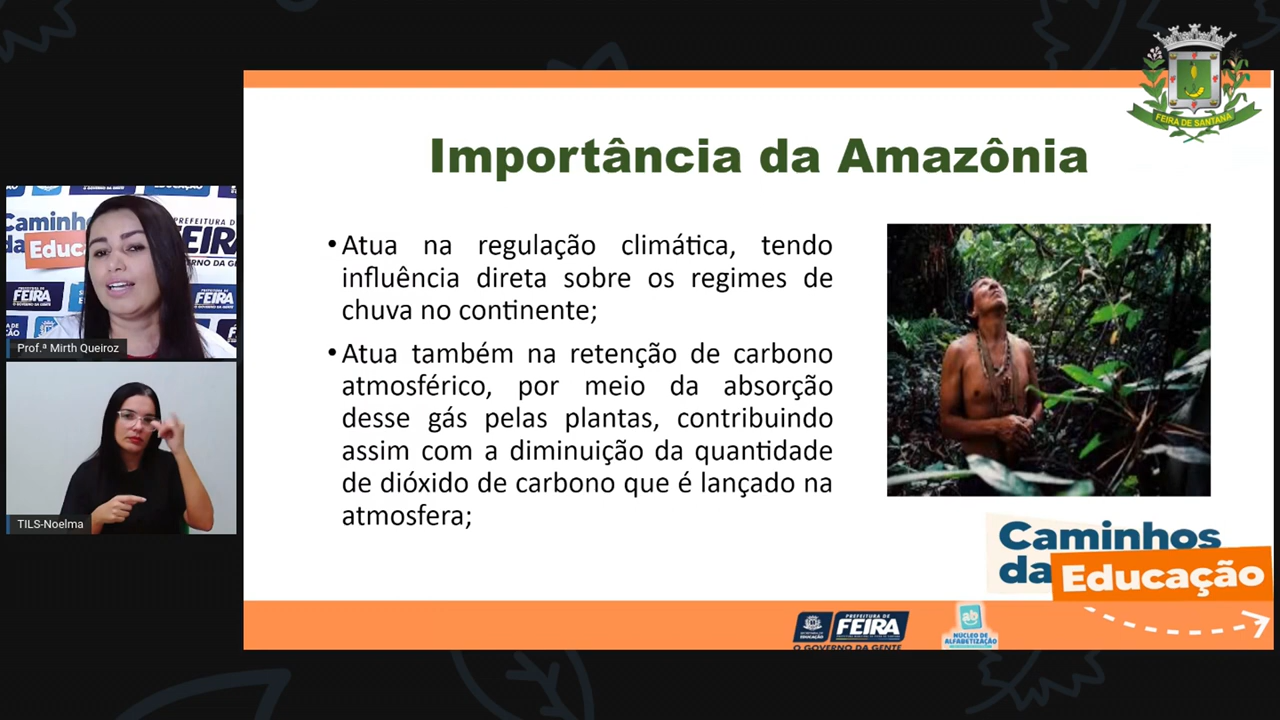 FEIRA DE SANTANA
Importância da Amazônia
•Atua na regulação climática, tendo
influência direta sobre os regimes de
chuva no continente;
•Atua também na retenção de carbono
atmosférico, por meio da absorção
desse gás pelas plantas, contribuindo
assim com a diminuição da quantidade
de dióxido de carbono que é lançado na
atmosfera;
Prof.ª Mirth Queiroz
TILS-Noelma
Caminhos
da Educação
PREFEITURA DE
FEIRA
O GOVERNO DA GENTE
ab
NÚCLEO DE
ALFABETIZAÇÃO